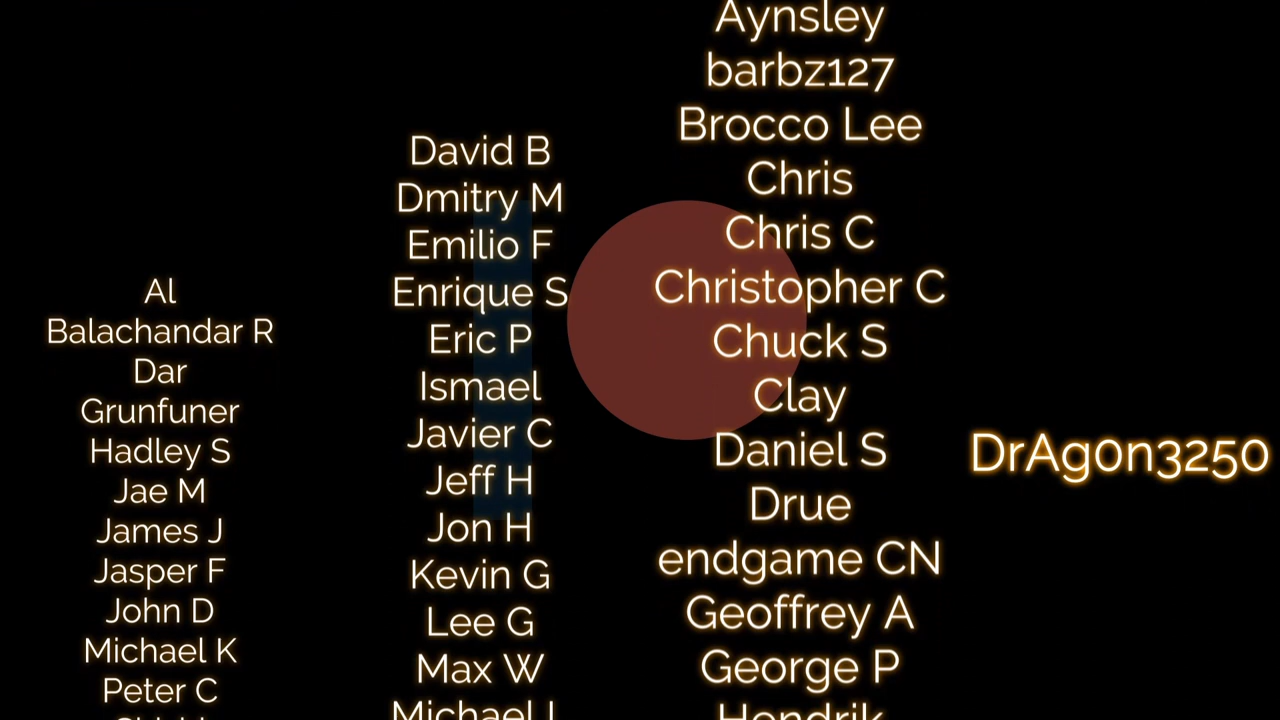 Al
Balachandar R
Dar
Grunfuner
Hadley S
Jae M
James J
Jasper F
John D
Michael K
Peter C
David B
Dmitry M
Emilio F
Enrique S
Eric P
Ismael
Javier C
Jeff H
Jon H
Kevin G
Lee G
Max W
Michael
Aynsley
barbz127
Brocco Lee
Chris
Chris C
Christopher C
Chuck S
Clay
Daniel S
Drue
endgame CN
Geoffrey A
George P
Hendrik
DrAg0n3250